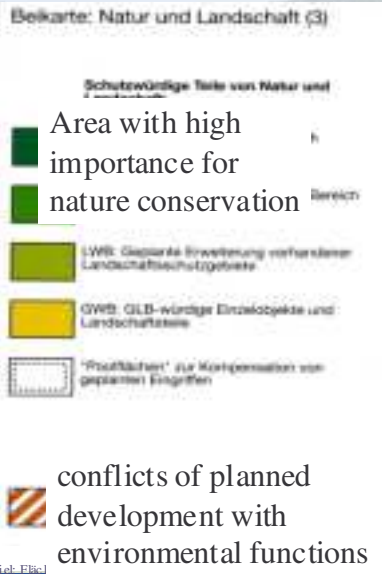 Beikarte: Natur und Landschaft (3)
Schutzwürdige Teile von Natur und
Landschaft
Area with high
importance for
nature conservation
Bereich
LWB: Geplante Erweiterung vorhandener
Landschaftsschutzgebiete
GWB: GLB-würdige Einzelobjekte und
Landschaftsteile
"Poolflächen" zur Kompensation von
geplanten Eingriffen
conflicts of planned
development with
environmental functions